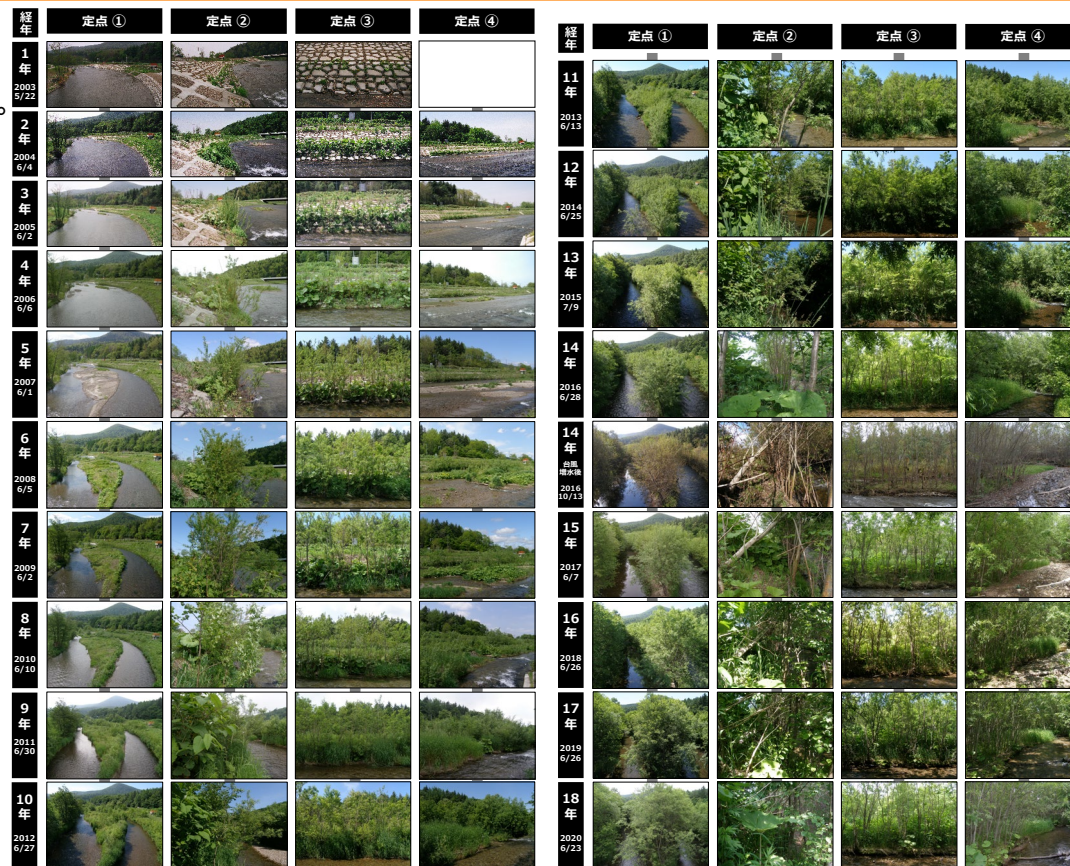 経年 定点 ① 定点 ② 定点 ③ 定点 ④
1年 2003 5/22
2年 2004 6/4
3年 2005 6/2
4年 2006 6/6
5年 2007 6/1
6年 2008 6/5
7年 2009 6/2
8年 2010 6/10
9年 2011 6/30
10年 2012 6/27
経年 定点 ① 定点 ② 定点 ③ 定点 ④
11年 2013 6/13
12年 2014 6/25
13年 2015 7/9
14年 2016 6/28
14年 台風増水後 2016 10/13
15年 2017 6/7
16年 2018 6/26
17年 2019 6/26
18年 2020 6/23